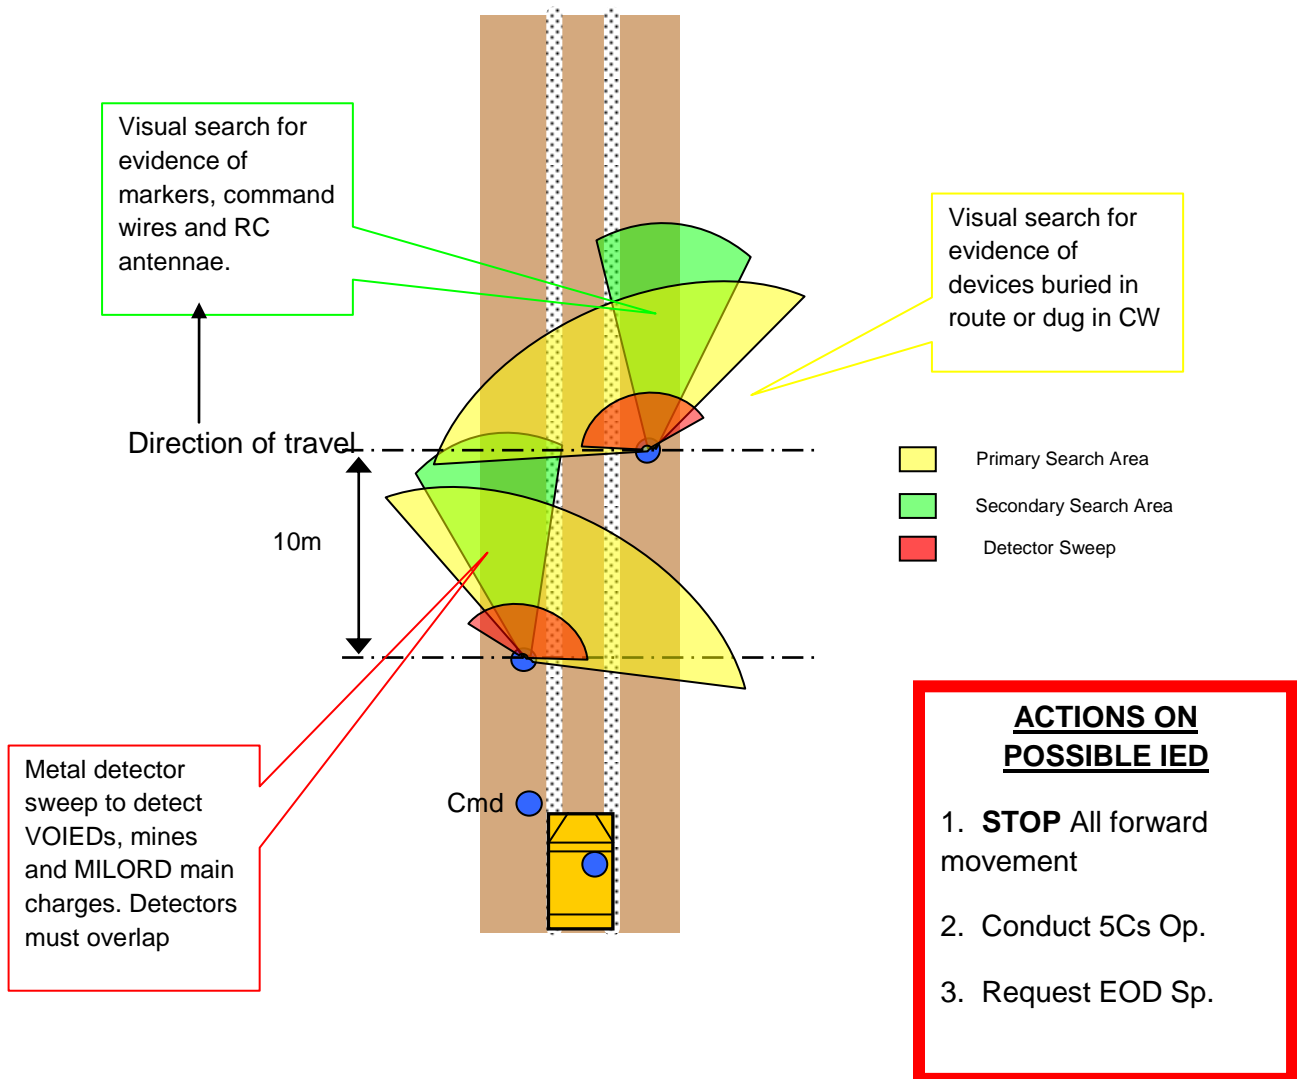 Visual search for
evidence of
markers, command
wires and RC
antennae.
Visual search for
evidence of
devices buried in
route or dug in CW
Direction of travel
Primary Search Area
Secondary Search Area
Detector Sweep
10m
Metal detector
sweep to detect
VOIEDs, mines
and MILORD main
charges. Detectors
must overlap
Cmd
ACTIONS ON
POSSIBLE IED
1. STOP All forward
movement
2. Conduct 5Cs Op.
3. Request EOD Sp.